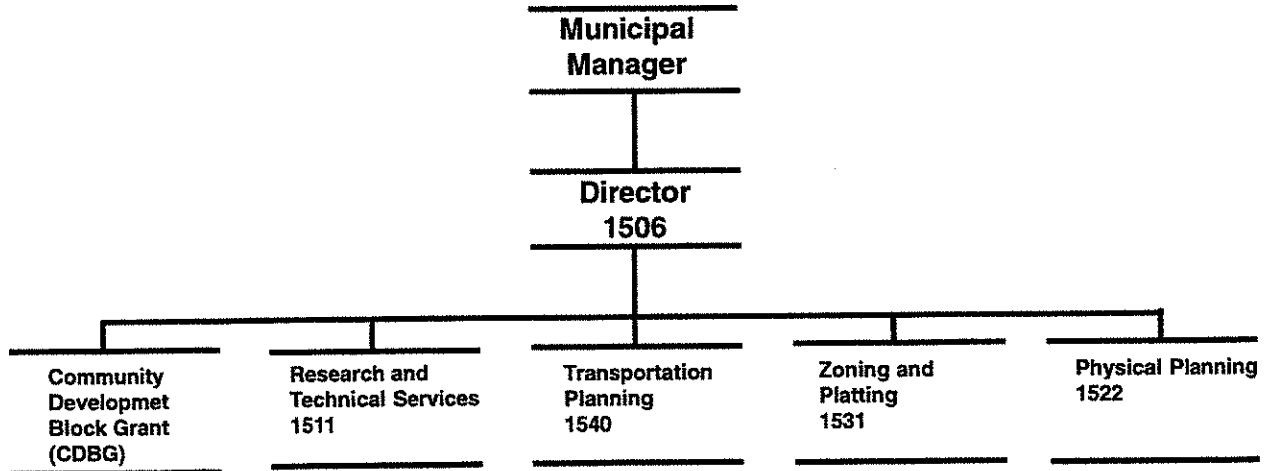 Municipal
Manager
Director
1506
Community
Developmet
Block Grant
(CDBG)
Research and
Technical Services
1511
Transportation
Planning
1540
Zoning and
Platting
1531
Physical Planning
1522